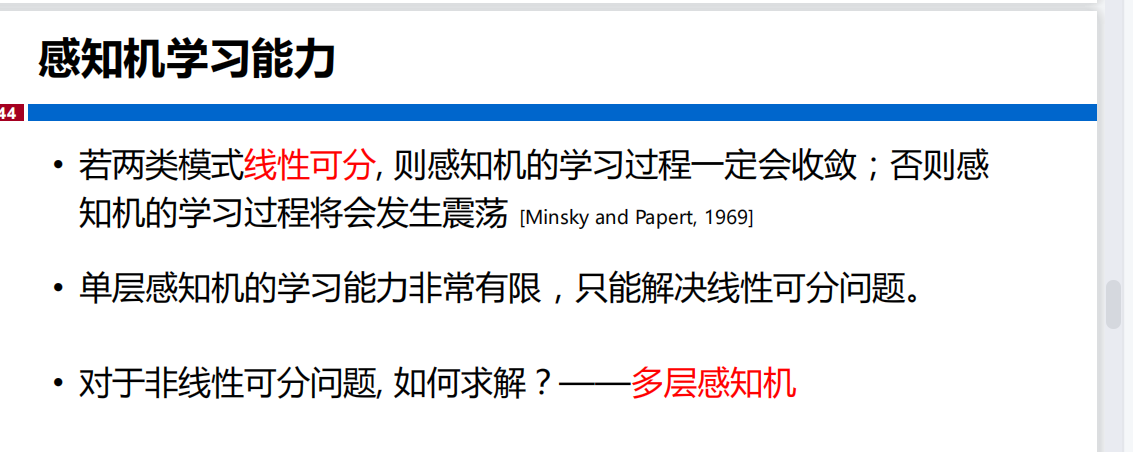 感知机学习能力
44
• 若两类模式线性可分, 则感知机的学习过程一定会收敛；否则感
知机的学习过程将会发生震荡 [Minsky and Papert, 1969]
• 单层感知机的学习能力非常有限，只能解决线性可分问题。
• 对于非线性可分问题, 如何求解？——多层感知机